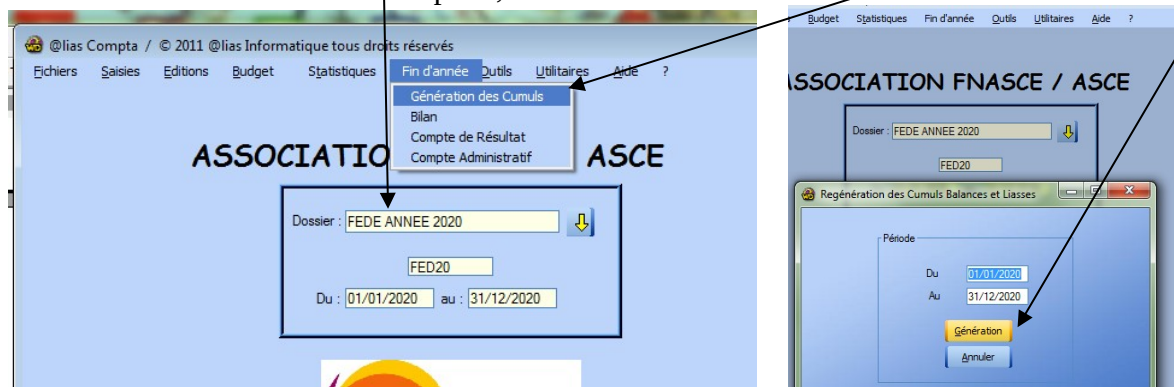 @lias Compta / © 2011 @lias Informatique tous droits réservés
Fichiers Saisies Editions Budget Statistiques Fin d'année Outils Utilitaires Aide ?
Génération des Cumuls
Bilan
Compte de Résultat
Compte Administratif
ASSOCIATIO ASCE
Dossier : FEDE ANNEE 2020
FED20
Du : 01/01/2020 au : 31/12/2020
Budget Statistiques Fin d'année Outils Utilitaires Aide ?
ASSOCIATION FNASCE / ASCE
Dossier : FEDE ANNEE 2020
FED20
Regénération des Cumuls Balances et Liasses
Période
Du 01/01/2020
Au 31/12/2020
Génération
Annuler